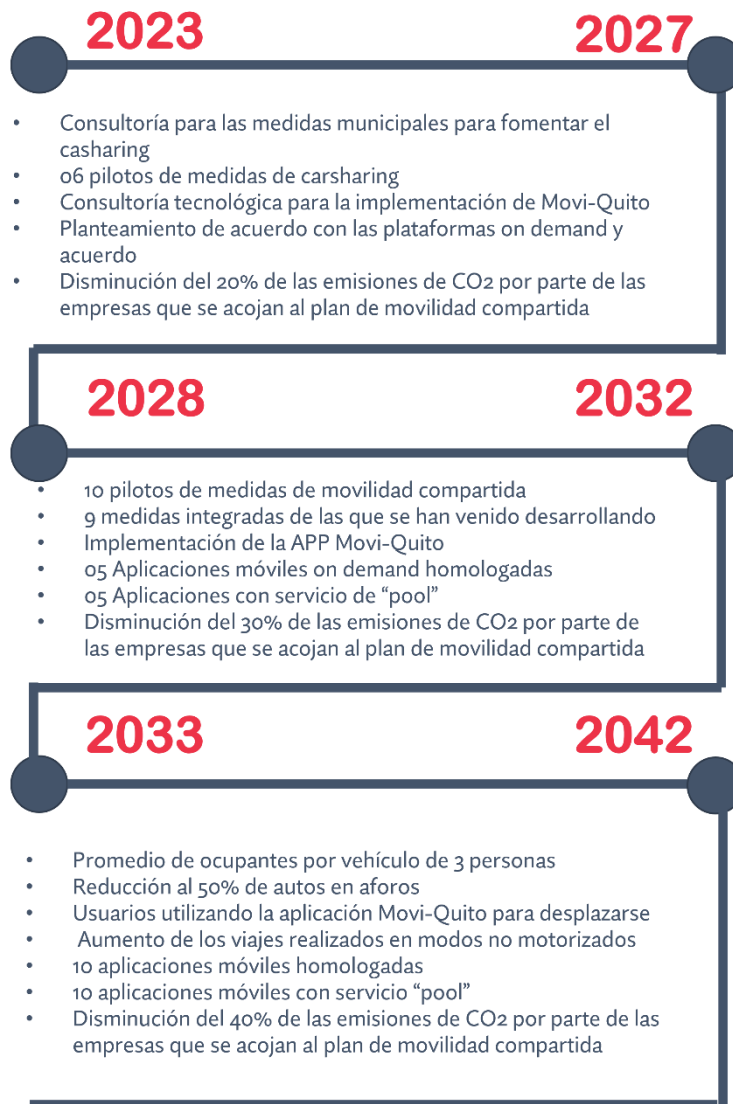 2023 2027
• Consultoría para las medidas municipales para fomentar el
casharing
• 06 pilotos de medidas de carsharing
• Consultoría tecnológica para la implementación de Movi-Quito
• Planteamiento de acuerdo con las plataformas on demand y
acuerdo
• Disminución del 20% de las emisiones de CO2 por parte de las
empresas que se acojan al plan de movilidad compartida
2028 2032
• 10 pilotos de medidas de movilidad compartida
• 9 medidas integradas de las que se han venido desarrollando
• Implementación de la APP Movi-Quito
• 05 Aplicaciones móviles on demand homologadas
• 05 Aplicaciones con servicio de “pool”
• Disminución del 30% de las emisiones de CO2 por parte de
las empresas que se acojan al plan de movilidad compartida
2033 2042
• Promedio de ocupantes por vehículo de 3 personas
• Reducción al 50% de autos en aforos
• Usuarios utilizando la aplicación Movi-Quito para desplazarse
• Aumento de los viajes realizados en modos no motorizados
• 10 aplicaciones móviles homologadas
• 10 aplicaciones móviles con servicio “pool”
• Disminución del 40% de las emisiones de CO2 por parte de las
empresas que se acojan al plan de movilidad compartida